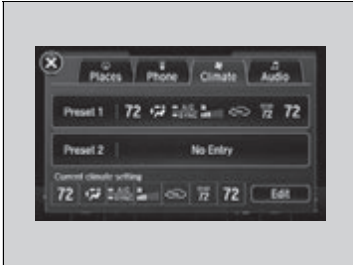 Places Phone Climate Audio
Preset 1 72 72 72
Preset 2 No Entry
Current climate setting
72 72 72 Edit